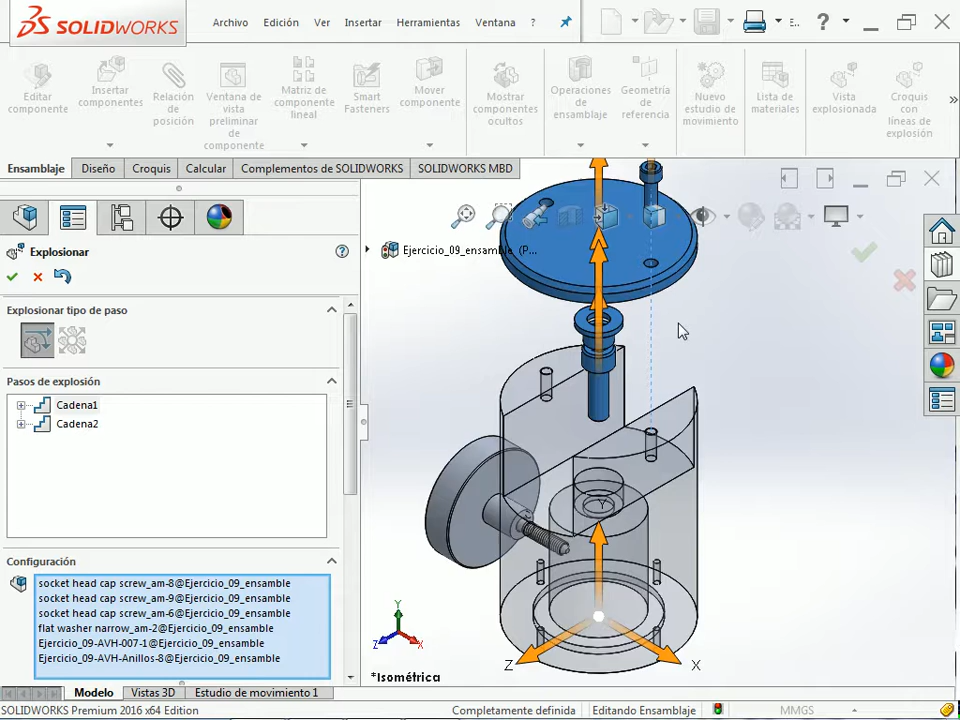 SOLIDWORKS
Archivo Edición Ver Insertar Herramientas Ventana ? E... ?
Editar componente
Insertar componentes
Relación de posición
Ventana de vista preliminar de componente
Matriz de componente lineal
Smart Fasteners
Mover componente
Mostrar componentes ocultos
Operaciones de ensamblaje
Geometría de referencia
Nuevo estudio de movimiento
Lista de materiales
Vista explosionada
Croquis con líneas de explosión
»
Ensamblaje Diseño Croquis Calcular Complementos de SOLIDWORKS SOLIDWORKS MBD
Explosionar ?
Ejercicio_09_ensamble (P...
Explosionar tipo de paso
Pasos de explosión
Cadena1
Cadena2
Configuración
socket head cap screw_am-8@Ejercicio_09_ensamble
socket head cap screw_am-9@Ejercicio_09_ensamble
socket head cap screw_am-6@Ejercicio_09_ensamble
flat washer narrow_am-2@Ejercicio_09_ensamble
Ejercicio_09-AVH-007-1@Ejercicio_09_ensamble
Ejercicio_09-AVH-Anillos-8@Ejercicio_09_ensamble
Y
Z
X
Y
Z
X
*Isométrica
Modelo Vistas 3D Estudio de movimiento 1
SOLIDWORKS Premium 2016 x64 Edition Completamente definida Editando Ensamblaje MMGS